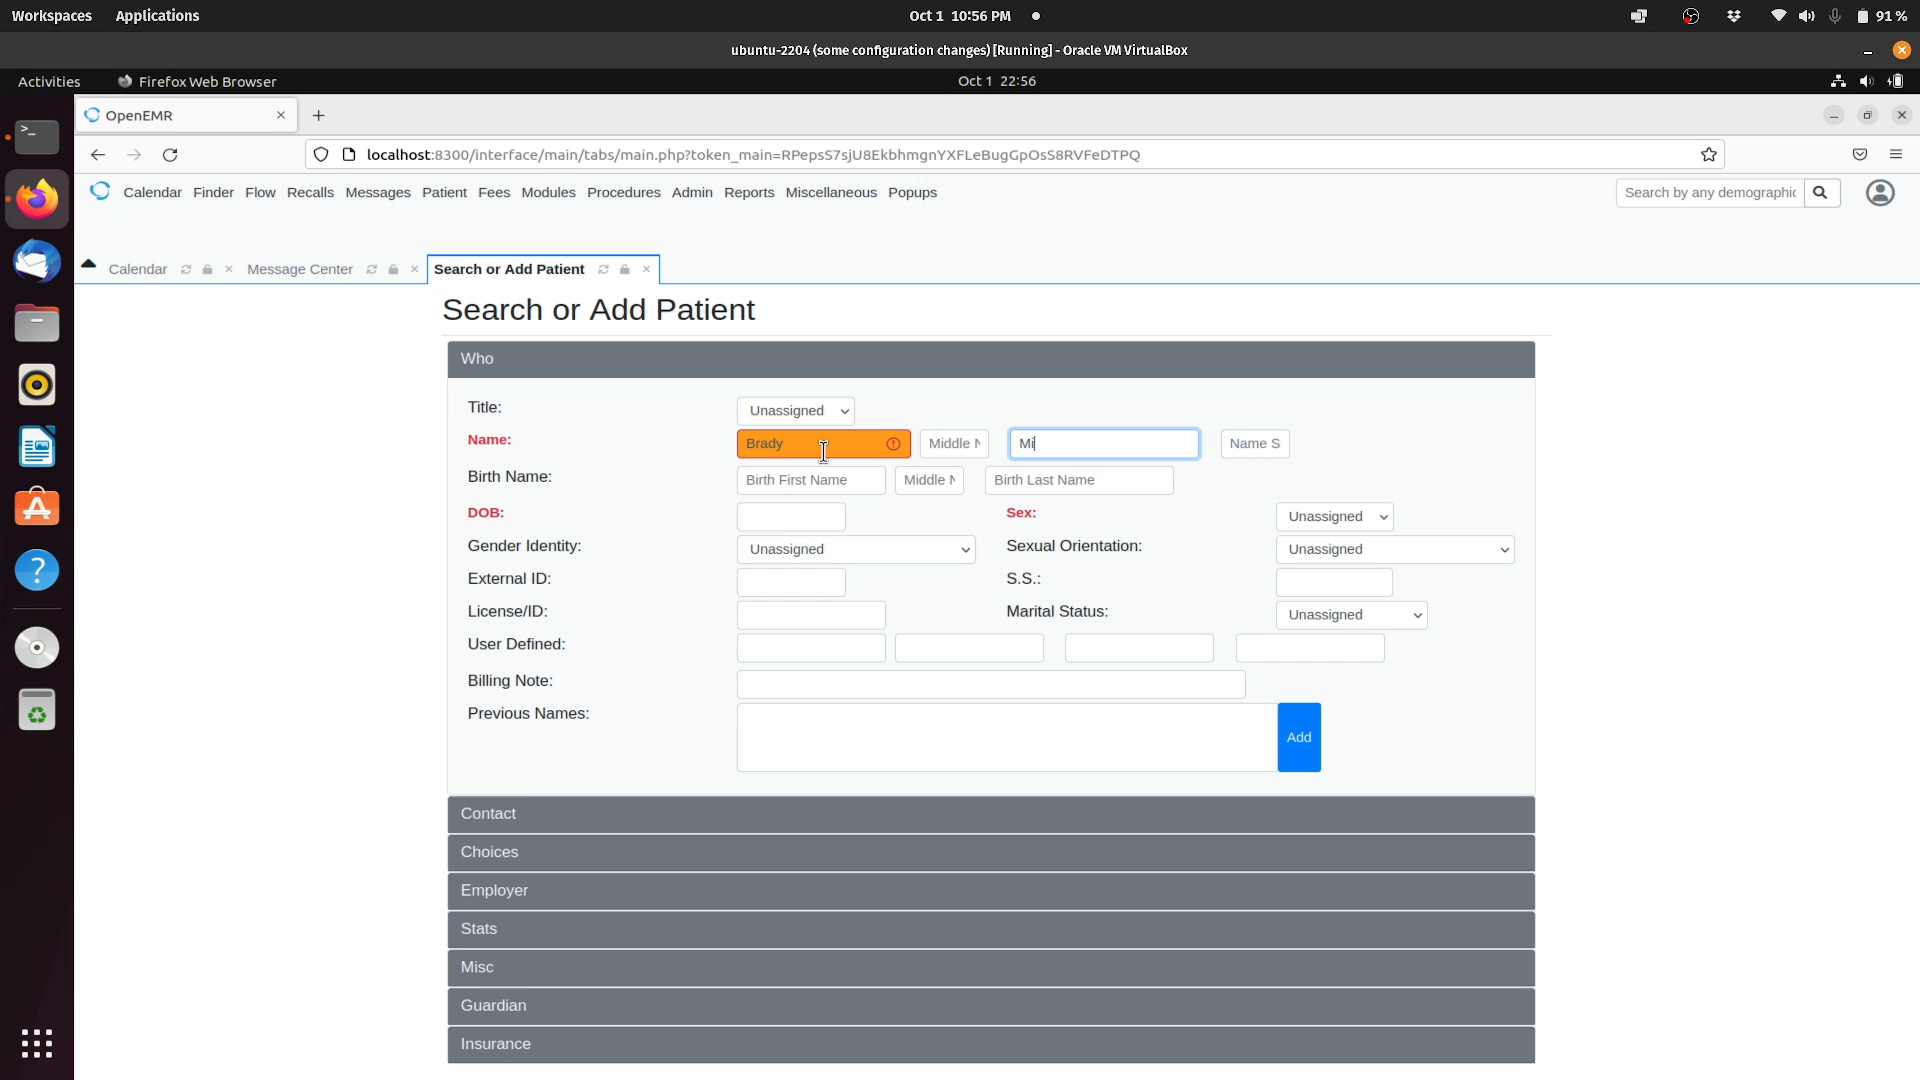 Workspaces Applications Oct 1 10:56 PM 91 %
ubuntu-2204 (some configuration changes) [Running] - Oracle VM VirtualBox
Activities Firefox Web Browser Oct 1 22:56
OpenEMR
localhost:8300/interface/main/tabs/main.php?token_main=RPepsS7sjU8EkbhmgnYXFLeBugGpOsS8RVFeDTPQ
Calendar Finder Flow Recalls Messages Patient Fees Modules Procedures Admin Reports Miscellaneous Popups Search by any demographic
Calendar Message Center Search or Add Patient
Search or Add Patient
Who
Title: Unassigned
Name: Brady Middle N Mi Name S
Birth Name: Birth First Name Middle N Birth Last Name
DOB: Sex: Unassigned
Gender Identity: Unassigned Sexual Orientation: Unassigned
External ID: S.S.:
License/ID: Marital Status: Unassigned
User Defined:
Billing Note:
Previous Names:
Add
Contact
Choices
Employer
Stats
Misc
Guardian
Insurance